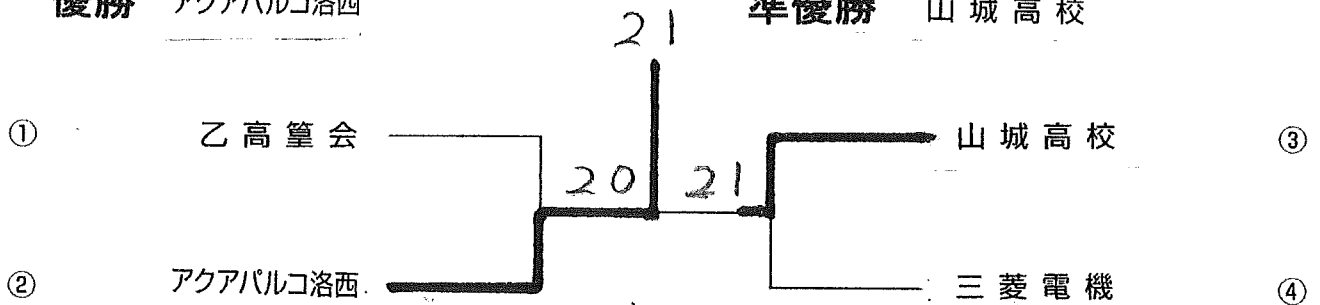 優勝 アクアパルコ洛西 準優勝 山城高校
21
① 乙高篁会 山城高校 ③
20 21
② アクアパルコ洛西 三菱電機 ④